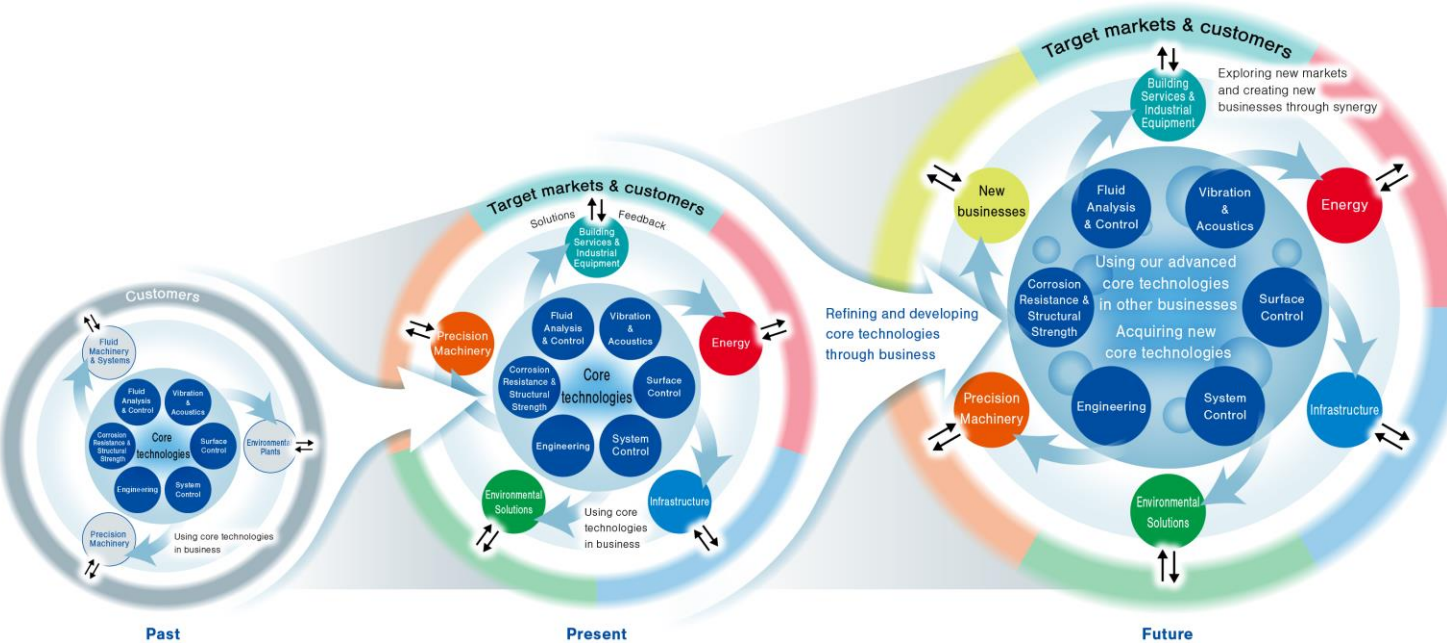 Customers
Fluid
Machinery
& Systems
Fluid
Analysis
& Control
Vibration
&
Acoustics
Corrosion
Resistance &
Structural
Strength
Core
technologies
Surface
Control
Engineering
System
Control
Environmental
Plants
Precision
Machinery
Using core technologies
in business
Past
Target markets & customers
Solutions
Feedback
Building
Services &
Industrial
Equipment
Precision
Machinery
Energy
Fluid
Analysis
& Control
Vibration
&
Acoustics
Corrosion
Resistance &
Structural
Strength
Core
technologies
Surface
Control
Engineering
System
Control
Environmental
Solutions
Using core
technologies
in business
Infrastructure
Present
Refining and developing
core technologies
through business
Target markets & customers
Building
Services &
Industrial
Equipment
Exploring new markets
and creating new
businesses through synergy
New
businesses
Energy
Fluid
Analysis
& Control
Vibration
&
Acoustics
Using our advanced
core technologies
in other businesses
Acquiring new
core technologies
Corrosion
Resistance &
Structural
Strength
Surface
Control
Engineering
System
Control
Precision
Machinery
Infrastructure
Environmental
Solutions
Future